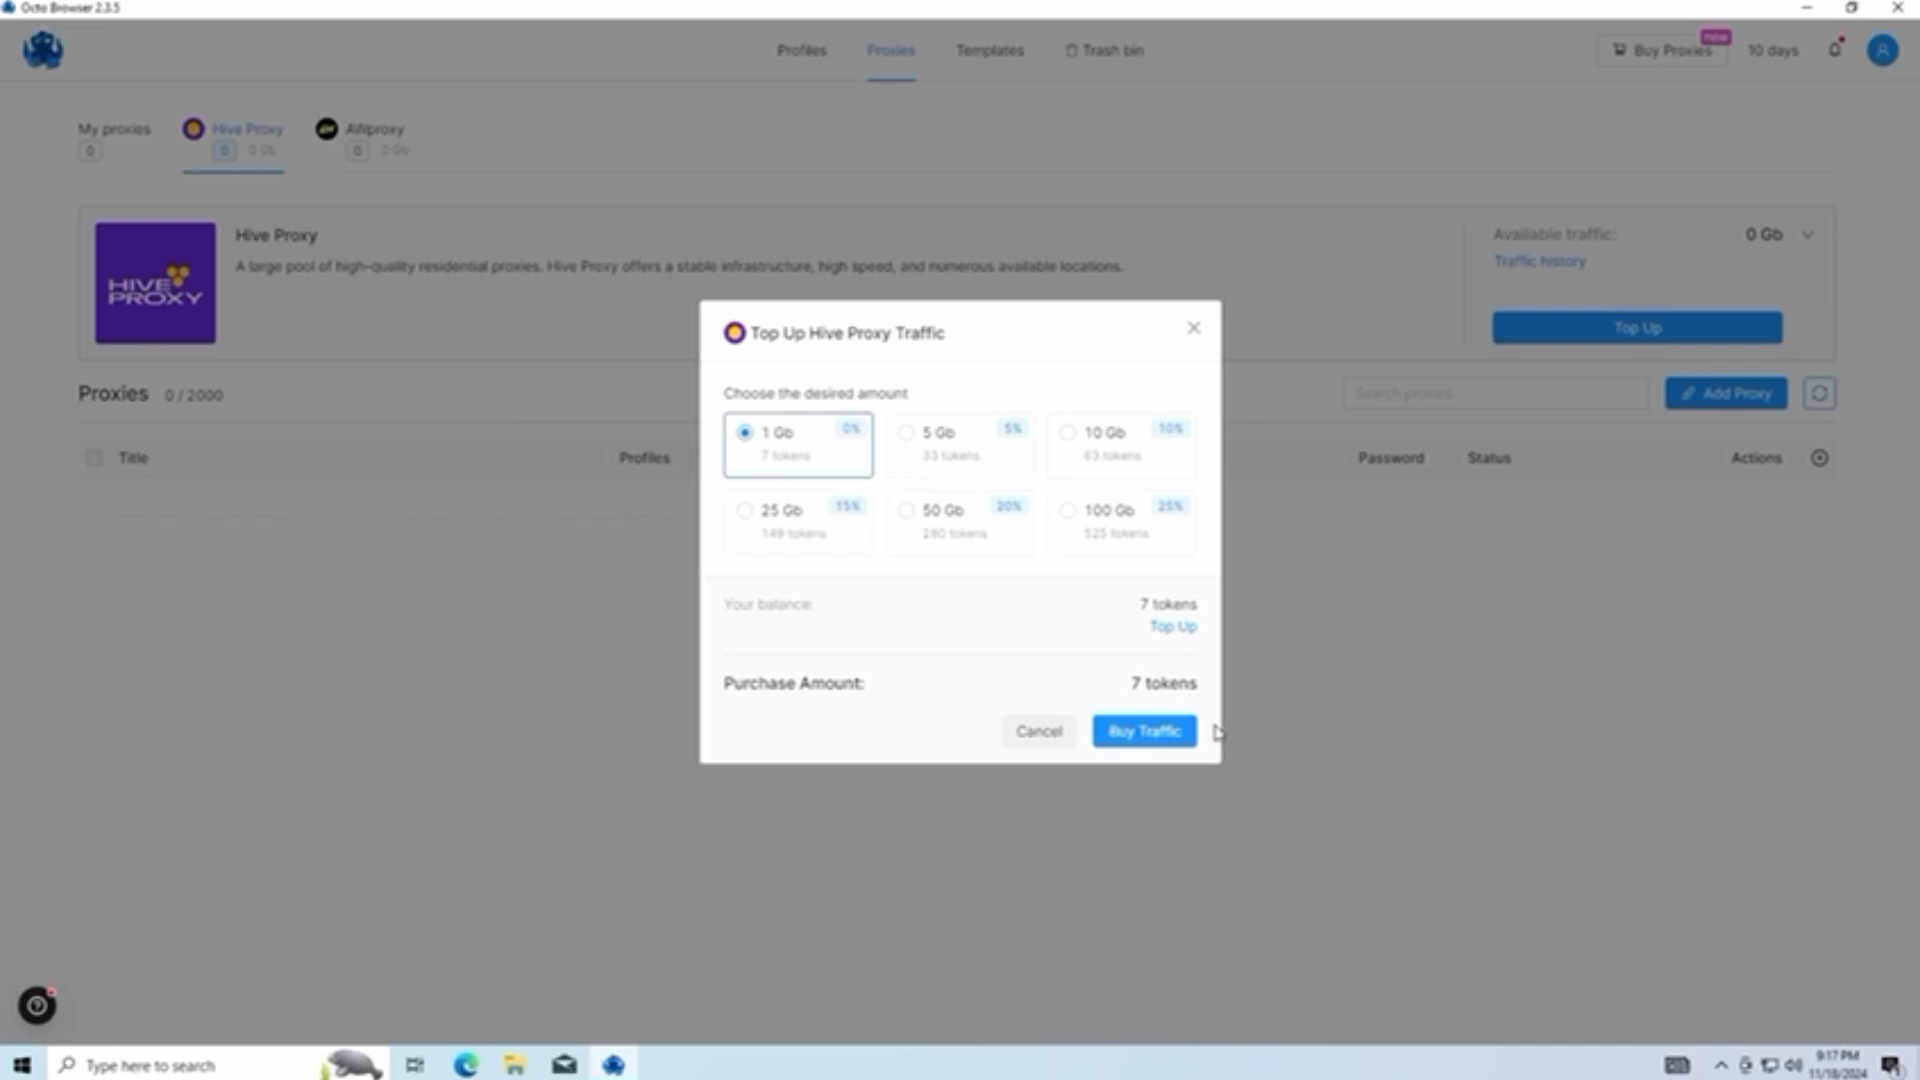 Octo Browser 2.3.5
Profiles
Proxies
Templates
Trash bin
Buy Proxies
new
10 days
My proxies
0
Hive Proxy
0 0 Gb
AWproxy
0 0 Gb
HIVE PROXY
Hive Proxy
A large pool of high-quality residential proxies. Hive Proxy offers a stable infrastructure, high speed, and numerous available locations.
Available traffic: 0 Gb
Traffic history
Top Up
Proxies 0 / 2000
Search proxies
Add Proxy
Title
Profiles
Password
Status
Actions
Top Up Hive Proxy Traffic
Choose the desired amount
1 Gb 0%
7 tokens
5 Gb 5%
33 tokens
10 Gb 10%
63 tokens
25 Gb 15%
149 tokens
50 Gb 20%
280 tokens
100 Gb 25%
525 tokens
Your balance: 7 tokens
Top Up
Purchase Amount: 7 tokens
Cancel
Buy Traffic
Type here to search
9:17 PM
11/18/2024